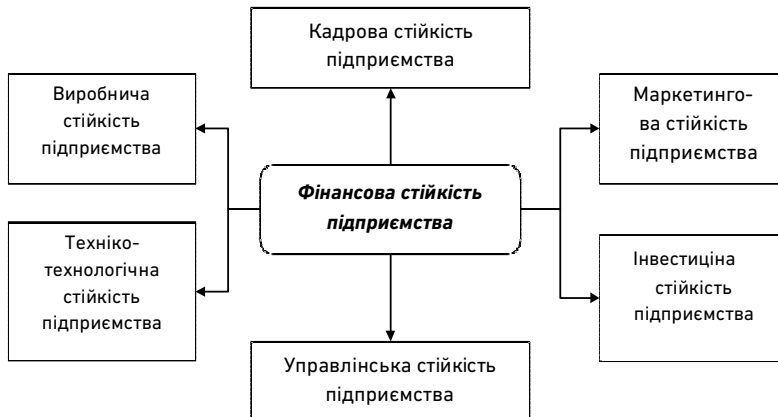 Кадрова стійкість
підприємства
Виробнича
стійкість
підприємства
Маркетинго-
ва стійкість
підприємства
Фінансова стійкість
підприємства
Техніко-
технологічна
стійкість
підприємства
Інвестиціна
стійкість
підприємства
Управлінська стійкість
підприємства